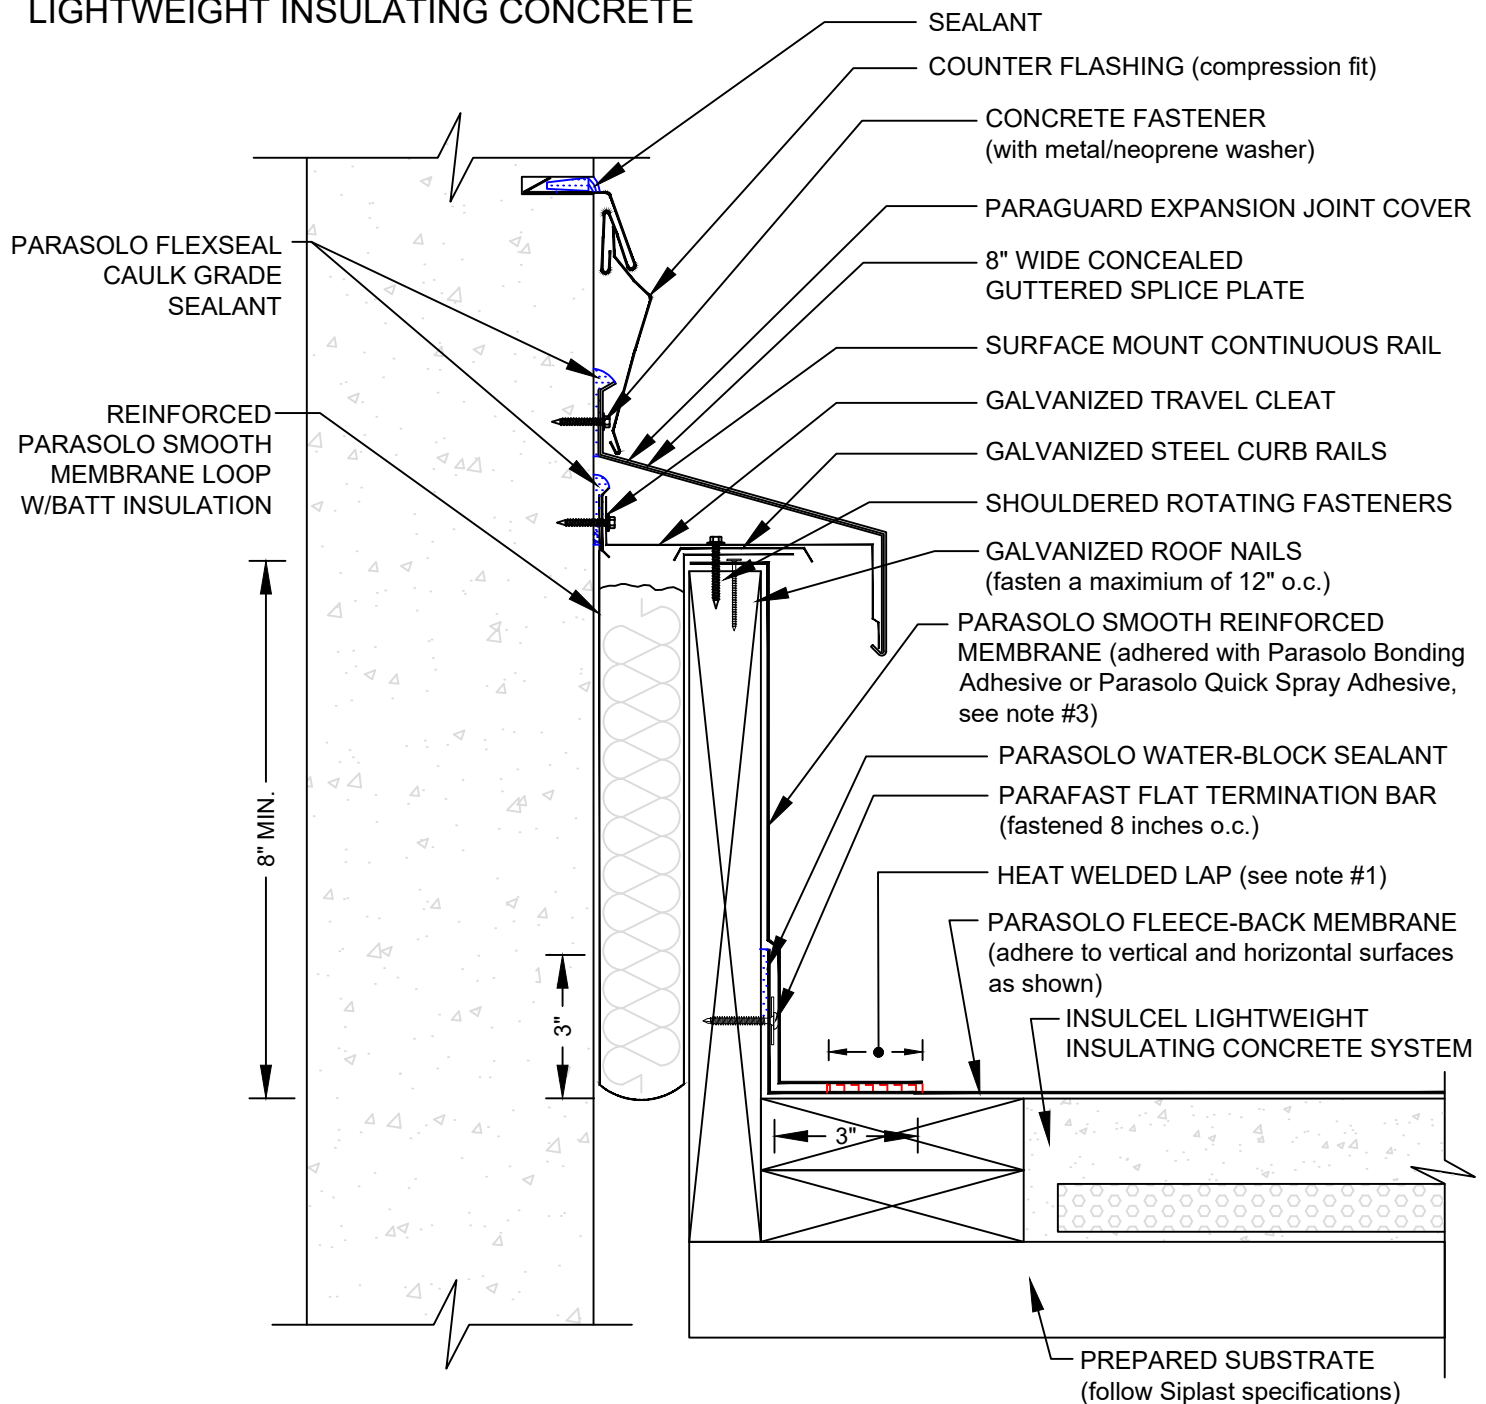 LIGHTWEIGHT INSULATING CONCRETE
SEALANT
COUNTER FLASHING (compression fit)
CONCRETE FASTENER
(with metal/neoprene washer)
PARAGUARD EXPANSION JOINT COVER
8" WIDE CONCEALED
GUTTERED SPLICE PLATE
SURFACE MOUNT CONTINUOUS RAIL
GALVANIZED TRAVEL CLEAT
GALVANIZED STEEL CURB RAILS
SHOULDERED ROTATING FASTENERS
GALVANIZED ROOF NAILS
(fasten a maximium of 12" o.c.)
PARASOLO SMOOTH REINFORCED
MEMBRANE (adhered with Parasolo Bonding
Adhesive or Parasolo Quick Spray Adhesive,
see note #3)
PARASOLO WATER-BLOCK SEALANT
PARAFAST FLAT TERMINATION BAR
(fastened 8 inches o.c.)
HEAT WELDED LAP (see note #1)
PARASOLO FLEECE-BACK MEMBRANE
(adhere to vertical and horizontal surfaces
as shown)
INSULCEL LIGHTWEIGHT
INSULATING CONCRETE SYSTEM
PREPARED SUBSTRATE
(follow Siplast specifications)
PARASOLO FLEXSEAL
CAULK GRADE
SEALANT
REINFORCED
PARASOLO SMOOTH
MEMBRANE LOOP
W/BATT INSULATION
8" MIN.
3"
3"